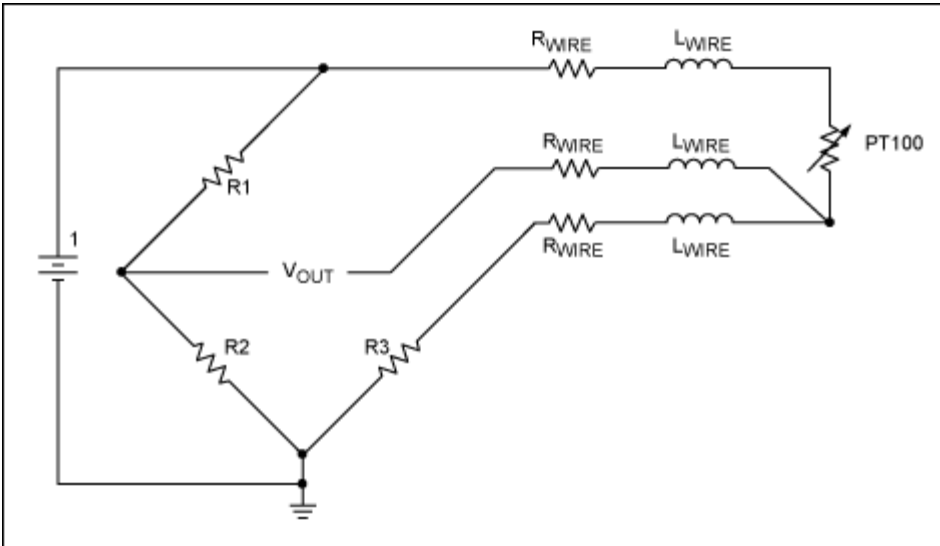 RWIRE LWIRE
PT100
RWIRE LWIRE
R1
1
VOUT
RWIRE LWIRE
R2 R3